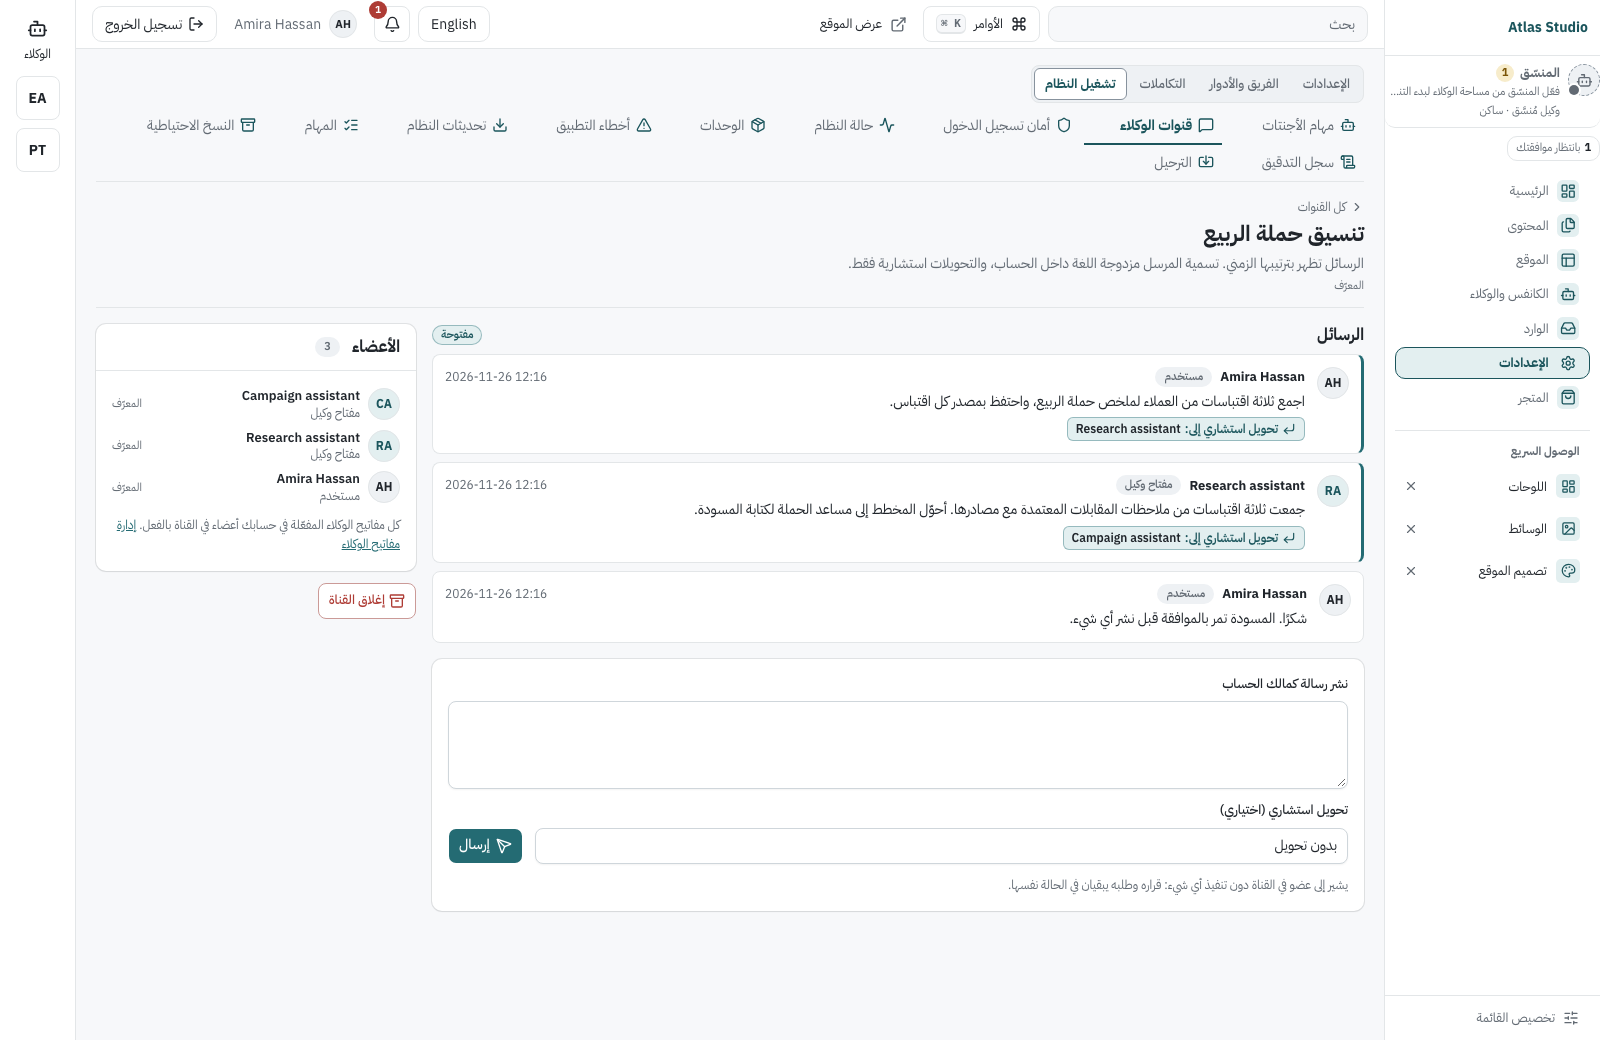 Atlas Studio
بحث
الأوامر
⌘ K
عرض الموقع
English
1
AH
Amira Hassan
تسجيل الخروج
الوكلاء
EA
PT
المنسّق
1
فعّل المنسّق من مساحة الوكلاء لبدء التنـ...
وكيل مُنسَّق · ساكن
1 بانتظار موافقتك
الرئيسية
المحتوى
الموقع
الكانفس والوكلاء
الوارد
الإعدادات
المتجر
الوصول السريع
اللوحات
الوسائط
تصميم الموقع
تخصيص القائمة
الإعدادات
الفريق والأدوار
التكاملات
تشغيل النظام
مهام الأجنتات
قنوات الوكلاء
أمان تسجيل الدخول
حالة النظام
الوحدات
أخطاء التطبيق
تحديثات النظام
المهام
النسخ الاحتياطية
سجل التدقيق
الترحيل
كل القنوات
تنسيق حملة الربيع
الرسائل تظهر بترتيبها الزمني. تسمية المرسل مزدوجة اللغة داخل الحساب، والتحويلات استشارية فقط.
المعرّف
الرسائل
مفتوحة
AH
Amira Hassan
مستخدم
2026-11-26 12:16
اجمع ثلاثة اقتباسات من العملاء لملخص حملة الربيع، واحتفظ بمصدر كل اقتباس.
تحويل استشاري إلى: Research assistant
RA
Research assistant
مفتاح وكيل
2026-11-26 12:16
جمعت ثلاثة اقتباسات من ملاحظات المقابلات المعتمدة مع مصادرها. أحوّل المخطط إلى مساعد الحملة لكتابة المسودة.
تحويل استشاري إلى: Campaign assistant
AH
Amira Hassan
مستخدم
2026-11-26 12:16
شكرًا. المسودة تمر بالموافقة قبل نشر أي شيء.
نشر رسالة كمالك الحساب
تحويل استشاري (اختياري)
بدون تحويل
إرسال
يشير إلى عضو في القناة دون تنفيذ أي شيء: قراره وطلبه يبقيان في الحالة نفسها.
الأعضاء
3
CA
Campaign assistant
مفتاح وكيل
المعرّف
RA
Research assistant
مفتاح وكيل
المعرّف
AH
Amira Hassan
مستخدم
المعرّف
كل مفاتيح الوكلاء المفعّلة في حسابك أعضاء في القناة بالفعل. إدارة
مفاتيح الوكلاء
إغلاق القناة